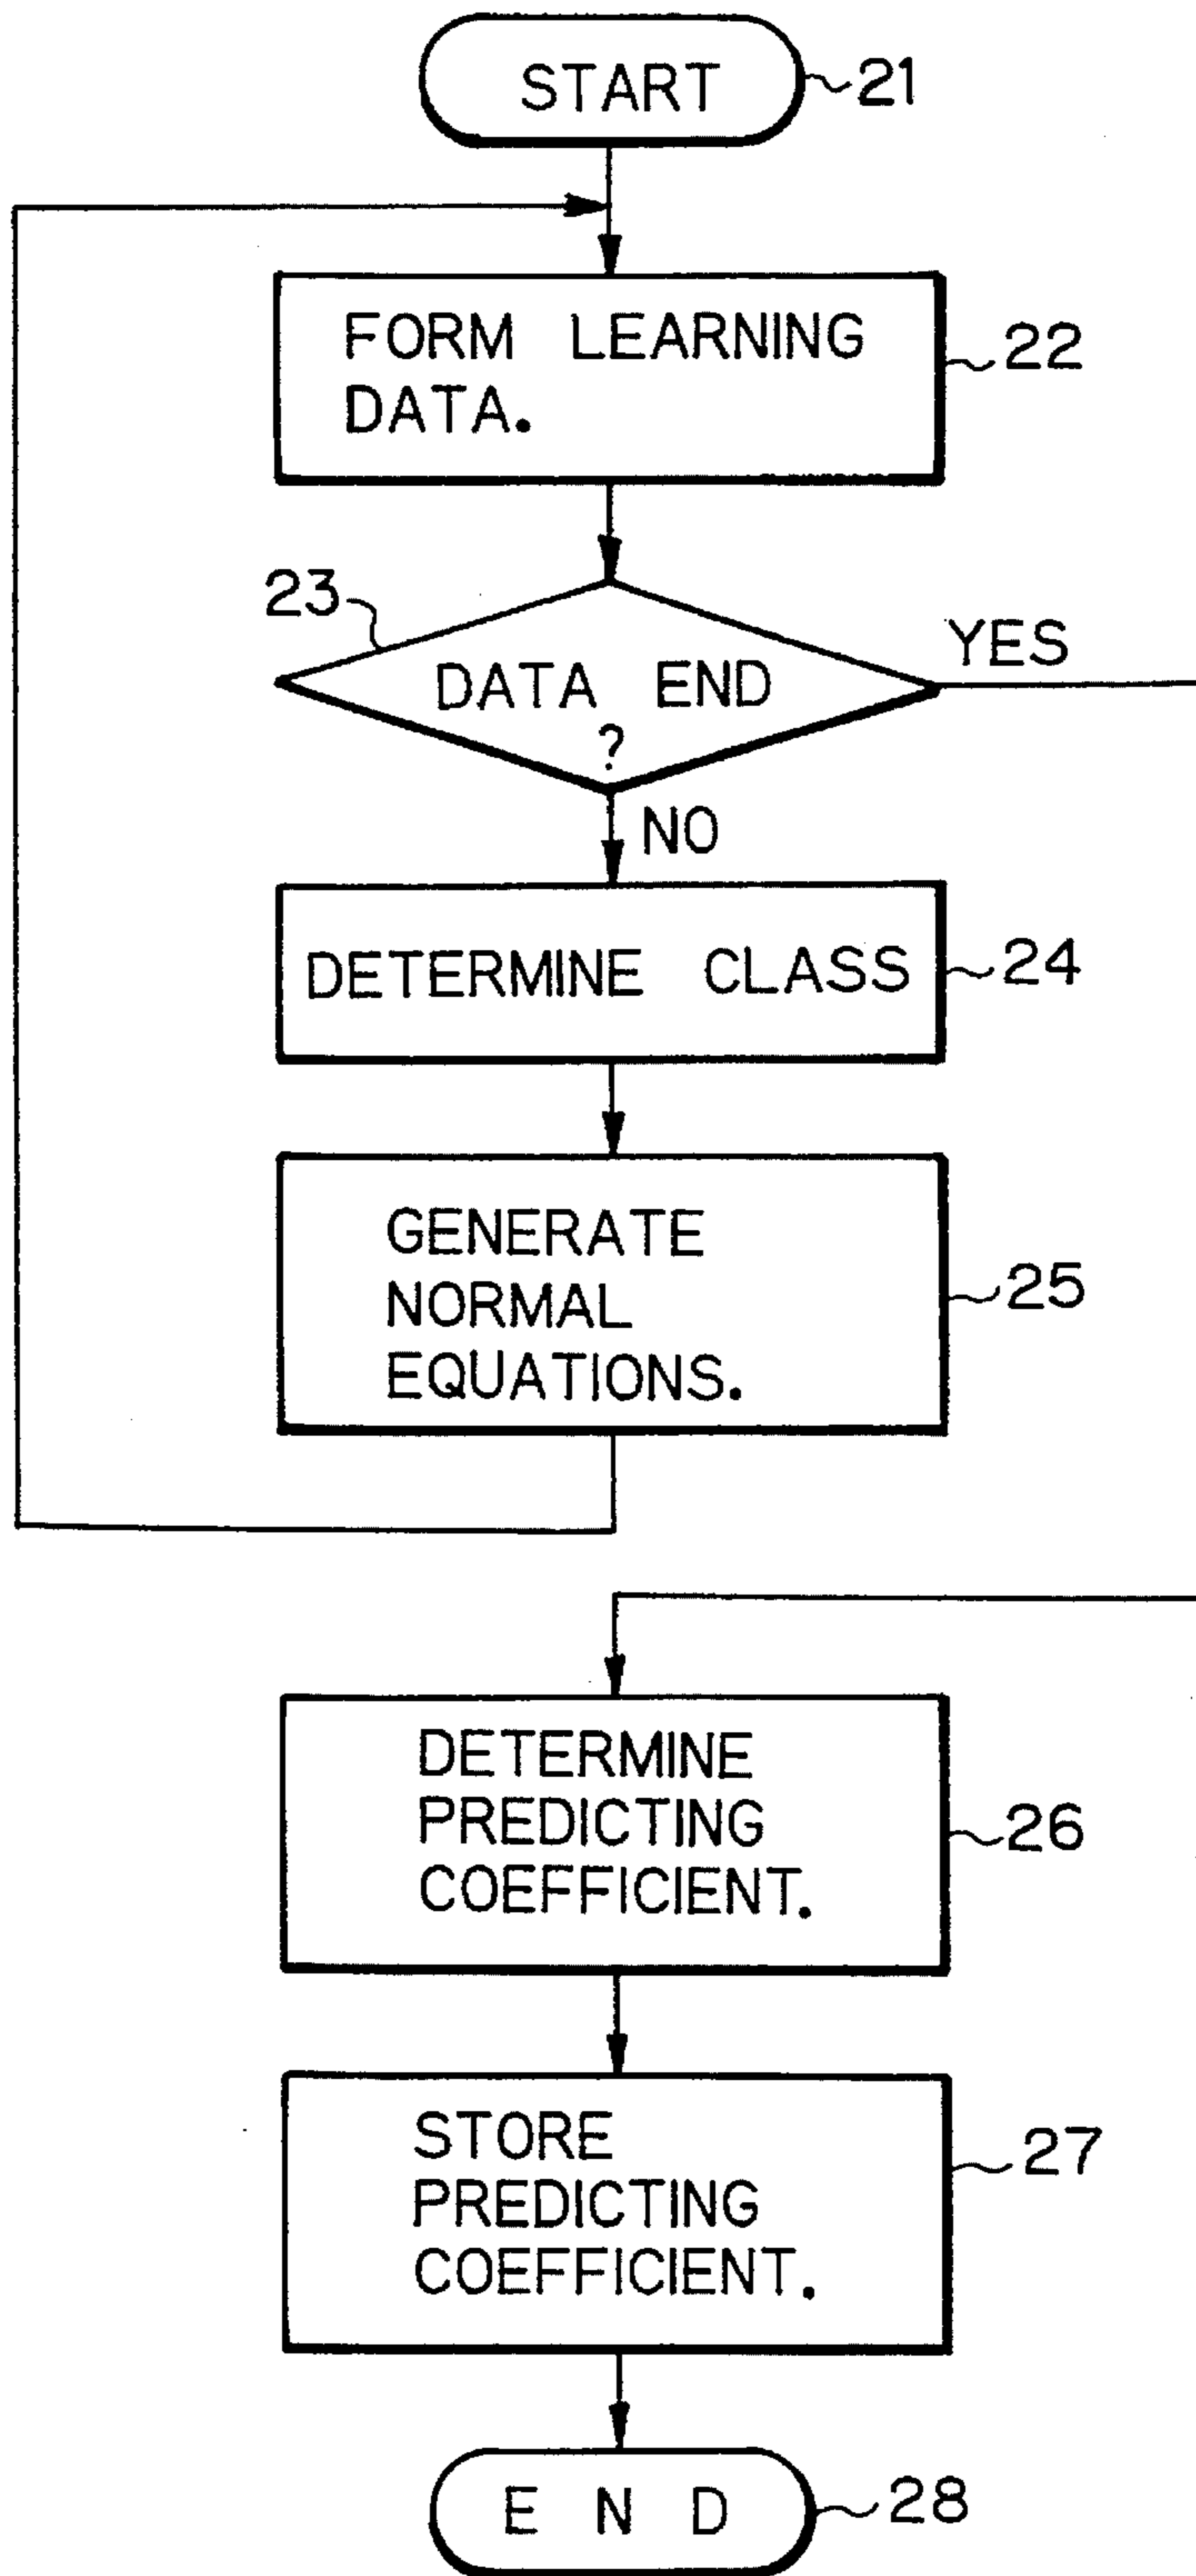 START
21
FORM LEARNING
DATA.
22
23
DATA END
?
YES
NO
DETERMINE CLASS
24
GENERATE
NORMAL
EQUATIONS.
25
DETERMINE
PREDICTING
COEFFICIENT.
26
STORE
PREDICTING
COEFFICIENT.
27
E N D
28